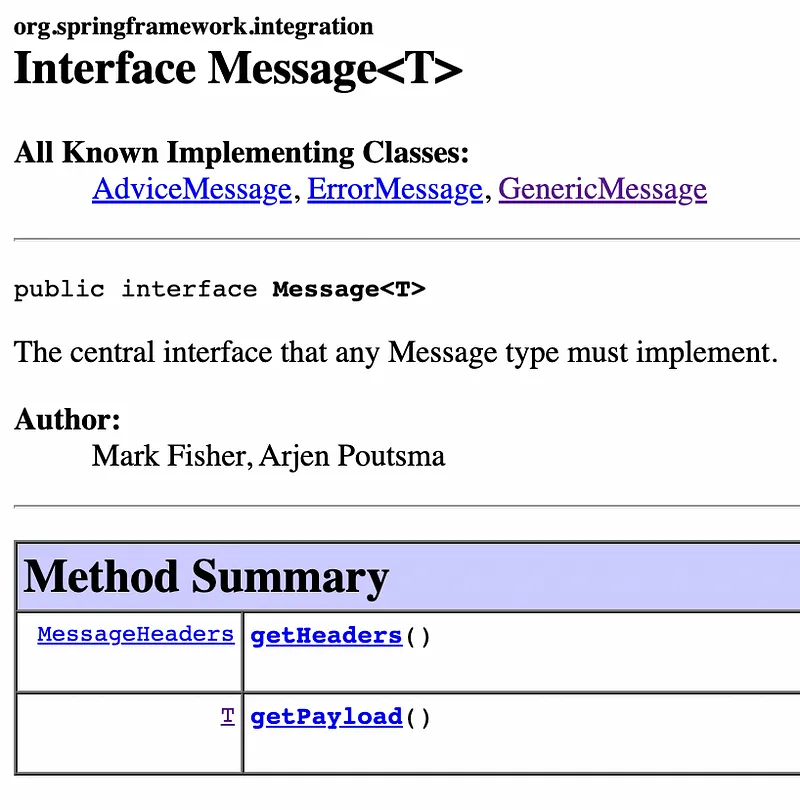 org.springframework.integration
Interface Message<T>
All Known Implementing Classes:
AdviceMessage, ErrorMessage, GenericMessage
public interface Message<T>
The central interface that any Message type must implement.
Author:
Mark Fisher, Arjen Poutsma
Method Summary
MessageHeaders getHeaders()
T getPayload()